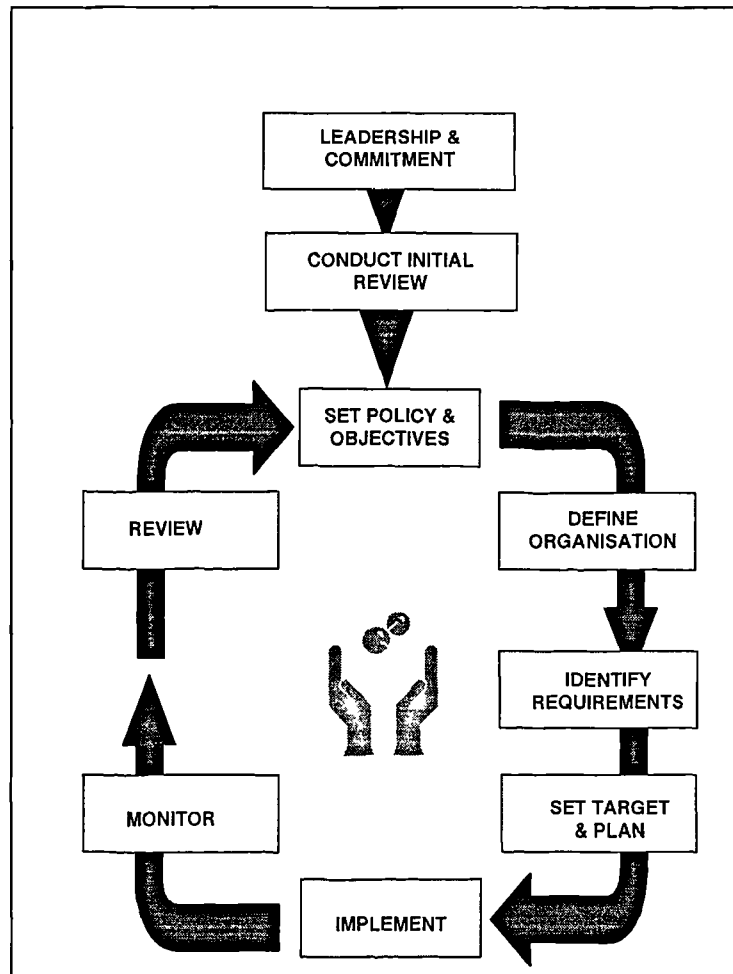 LEADERSHIP &
COMMITMENT
CONDUCT INITIAL
REVIEW
SET POLICY &
OBJECTIVES
DEFINE
ORGANISATION
IDENTIFY
REQUIREMENTS
SET TARGET
& PLAN
IMPLEMENT
MONITOR
REVIEW